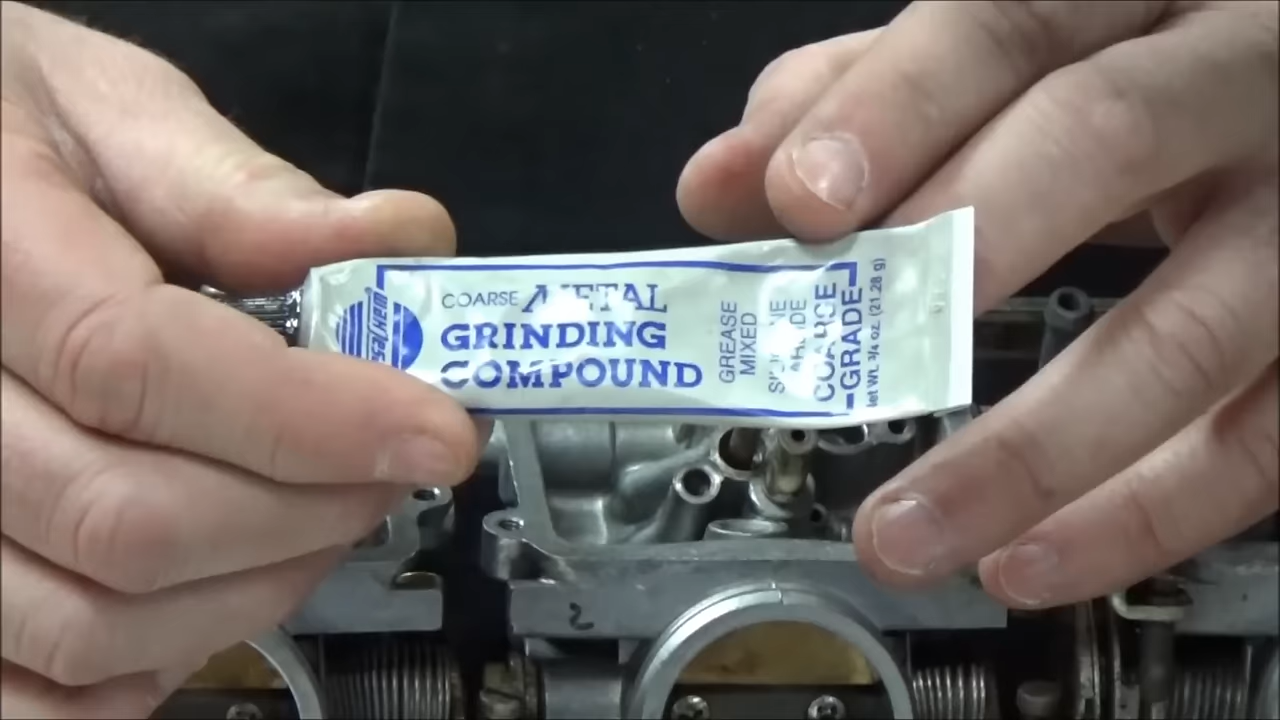 COARSE METAL
GRINDING
COMPOUND
GREASE
MIXED
COARSE
GRADE
Net Wt. 3/4 oz. (21.28 g)
2